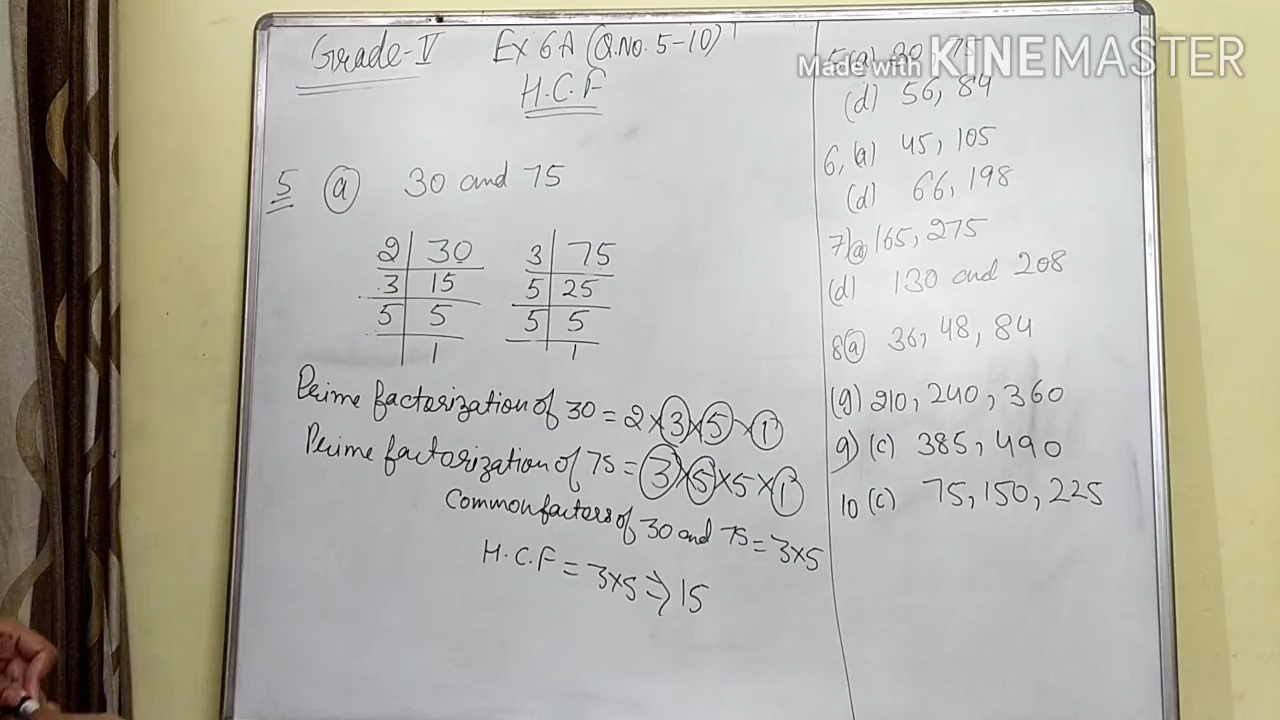 Grade-V Ex 6A (Q.No. 5-10)
H.C.F
5 (a) 30 and 75
2 | 30
3 | 15
5 | 5
1
3 | 75
5 | 25
5 | 5
1
Prime factorization of 30 = 2×3×5×1
Prime factorization of 75 = 3×5×5×1
Common factors of 30 and 75 = 3×5
H.C.F = 3×5 ⇒ 15
Made with KINEMASTER
5(a) 30, 75
(d) 56, 84
6, (a) 45, 105
(d) 66, 198
7) (a) 165, 275
(d) 130 and 208
8 (a) 36, 48, 84
(g) 210, 240, 360
9) (c) 385, 490
10 (c) 75, 150, 225